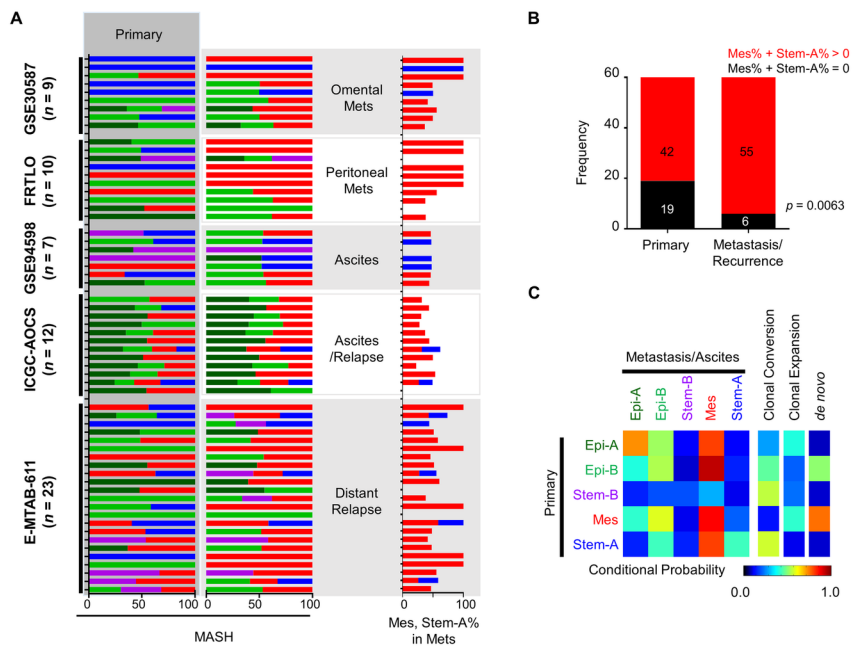 A
Primary
GSE30587
(n = 9)
Omental
Mets
FRTLO
(n = 10)
Peritoneal
Mets
GSE94598
(n = 7)
Ascites
ICGC-AOCS
(n = 12)
Ascites
/Relapse
E-MTAB-611
(n = 23)
Distant
Relapse
0 50 100 0 50 100 0 100
MASH
Mes, Stem-A%
in Mets
B
Mes% + Stem-A% > 0
Mes% + Stem-A% = 0
Frequency
60
40
20
0
42
55
19
6
p = 0.0063
Primary
Metastasis/
Recurrence
C
Metastasis/Ascites
Epi-A Epi-B Stem-B Mes Stem-A Clonal Conversion Clonal Expansion de novo
Primary
Epi-A
Epi-B
Stem-B
Mes
Stem-A
Conditional Probability
0.0 1.0